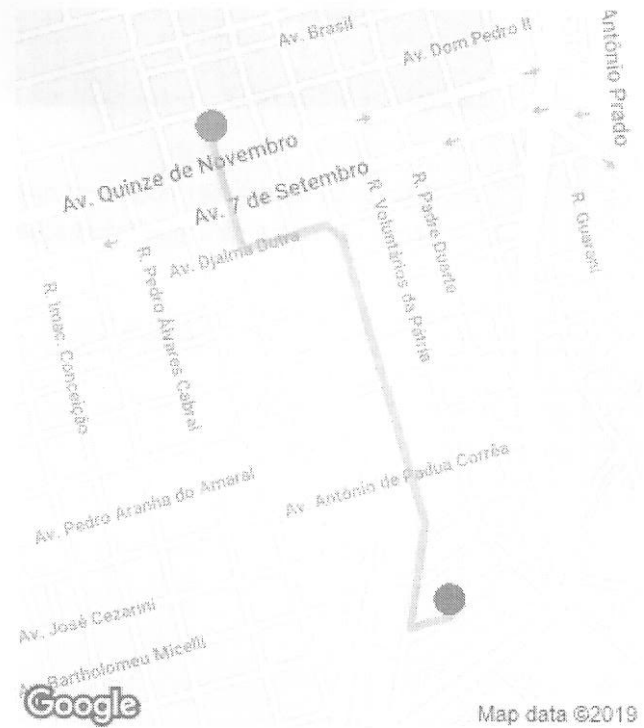 Av. Brasil
Av. Dom Pedro II
Antônio Prado
Av. Quinze de Novembro
Av. 7 de Setembro
R. Voluntários da Pátria
R. Padre Duarte
R. Guarani
Av. Djalma Dutra
R. Pedro Álvares Cabral
R. Imac. Conceição
Av. Antônio de Padua Corrêa
Av. Pedro Aranha do Amaral
Av. José Cezarini
Av. Bartholomeu Micelli
Google
Map data ©2019